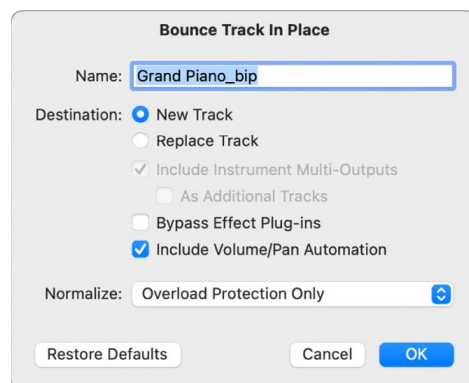 Bounce Track In Place
Name: Grand Piano_bip
Destination: New Track
Replace Track
Include Instrument Multi-Outputs
As Additional Tracks
Bypass Effect Plug-ins
Include Volume/Pan Automation
Normalize: Overload Protection Only
Restore Defaults Cancel OK